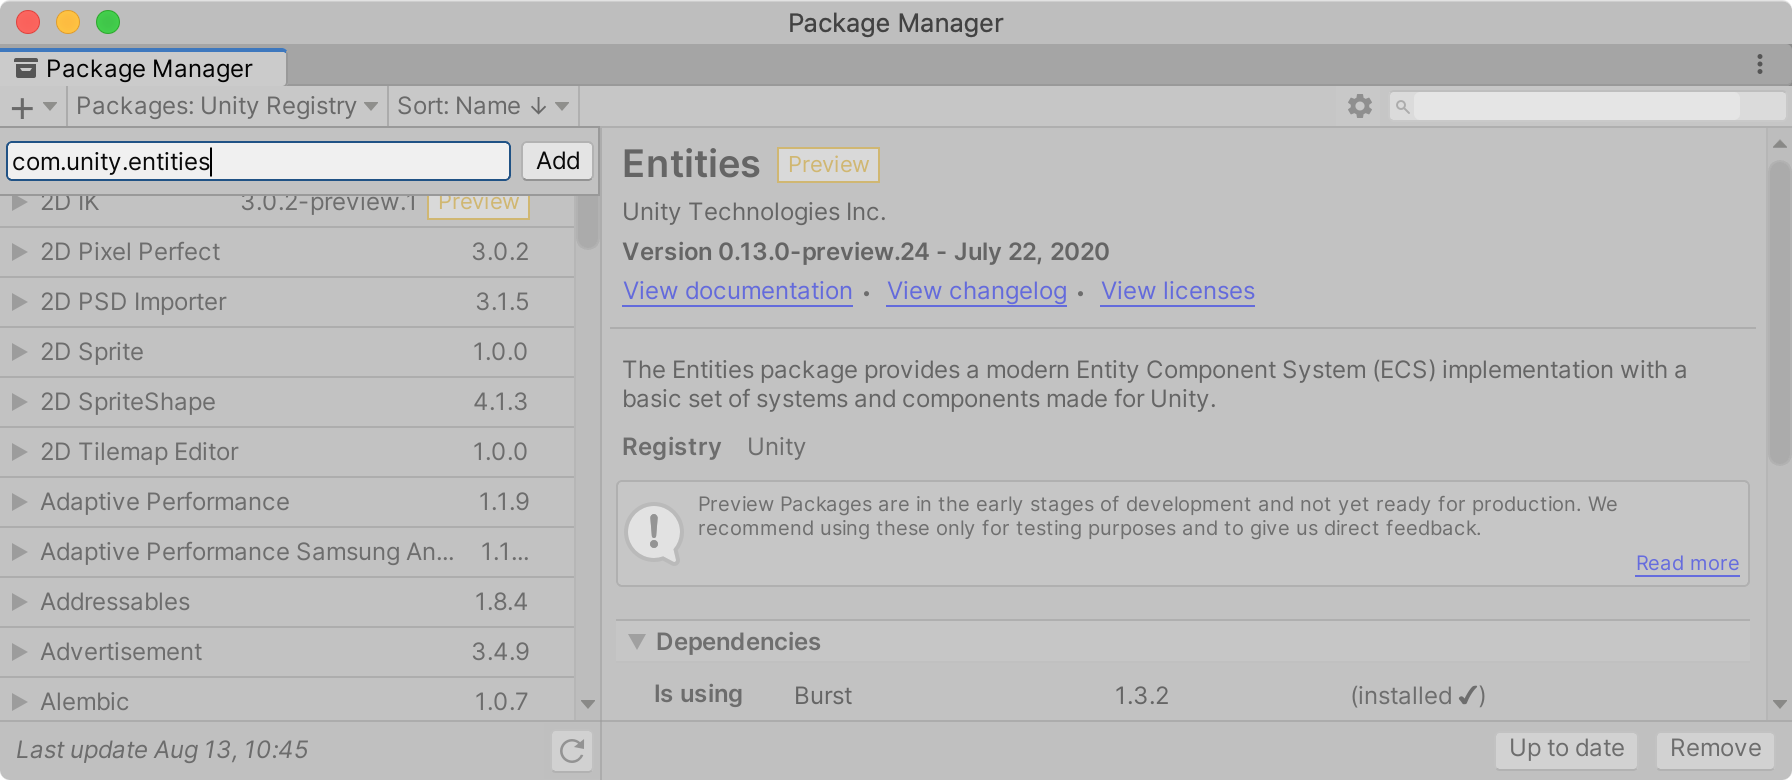 Package Manager
Package Manager
Packages: Unity Registry
Sort: Name ↓
com.unity.entities
Add
2D IK 3.0.2-preview.1 Preview
2D Pixel Perfect 3.0.2
2D PSD Importer 3.1.5
2D Sprite 1.0.0
2D SpriteShape 4.1.3
2D Tilemap Editor 1.0.0
Adaptive Performance 1.1.9
Adaptive Performance Samsung An... 1.1...
Addressables 1.8.4
Advertisement 3.4.9
Alembic 1.0.7
Last update Aug 13, 10:45
Entities Preview
Unity Technologies Inc.
Version 0.13.0-preview.24 - July 22, 2020
View documentation • View changelog • View licenses
The Entities package provides a modern Entity Component System (ECS) implementation with a
basic set of systems and components made for Unity.
Registry Unity
Preview Packages are in the early stages of development and not yet ready for production. We
recommend using these only for testing purposes and to give us direct feedback.
Read more
Dependencies
Is using Burst 1.3.2 (installed ✔)
Up to date Remove